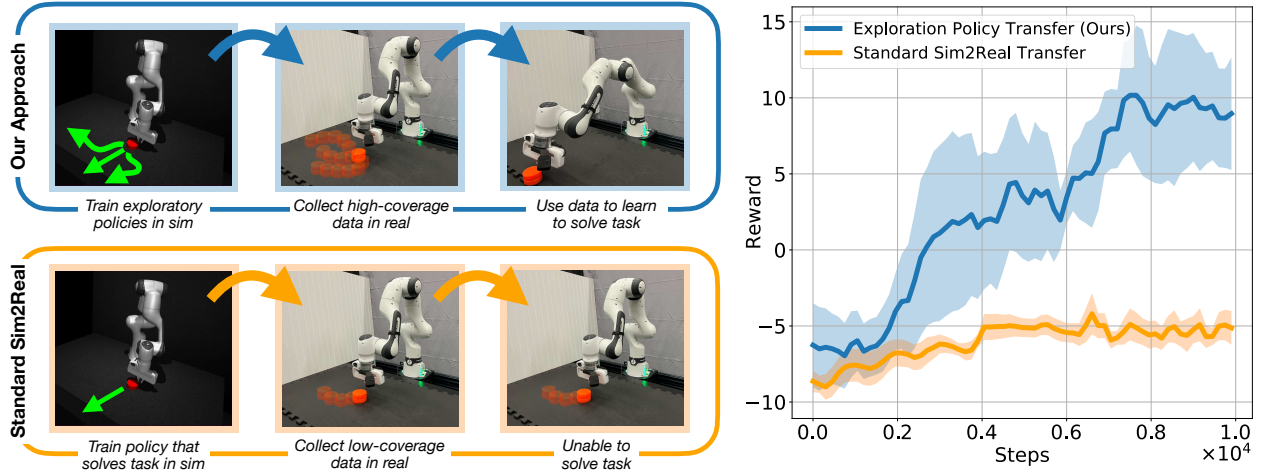 Our Approach
Train exploratory
policies in sim
Collect high-coverage
data in real
Use data to learn
to solve task
Standard Sim2Real
Train policy that
solves task in sim
Collect low-coverage
data in real
Unable to
solve task
Exploration Policy Transfer (Ours)
Standard Sim2Real Transfer
Reward
15
10
5
0
−5
−10
0.0
0.2
0.4
0.6
0.8
1.0
×10⁴
Steps